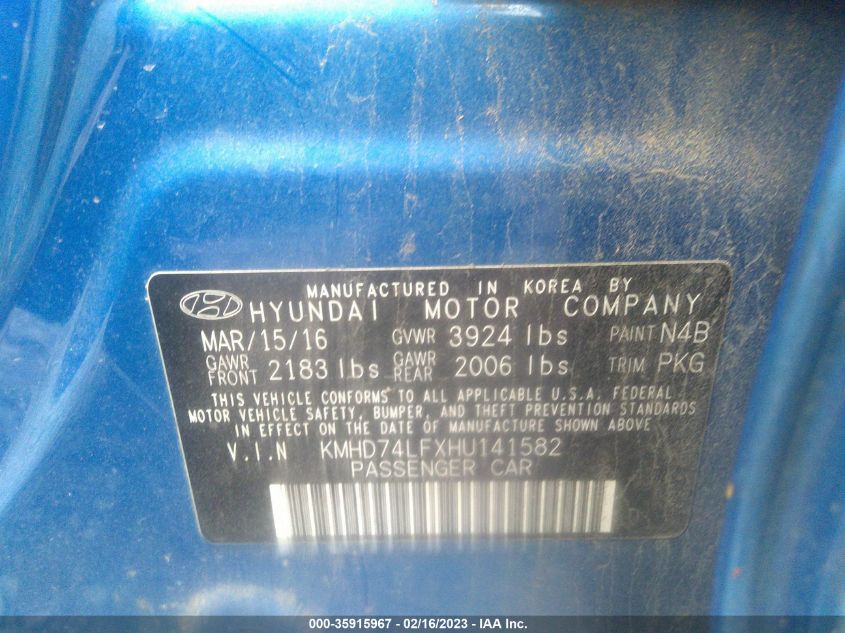 MANUFACTURED IN KOREA BY
HYUNDAI MOTOR COMPANY
MAR/15/16 GVWR 3924 lbs PAINT N4B
GAWR FRONT 2183 lbs GAWR REAR 2006 lbs TRIM PKG
THIS VEHICLE CONFORMS TO ALL APPLICABLE U.S.A. FEDERAL
MOTOR VEHICLE SAFETY, BUMPER, AND THEFT PREVENTION STANDARDS
IN EFFECT ON THE DATE OF MANUFACTURE SHOWN ABOVE
V.I.N KMHD74LFXHU141582
PASSENGER CAR
000-35915967 - 02/16/2023 - IAA Inc.